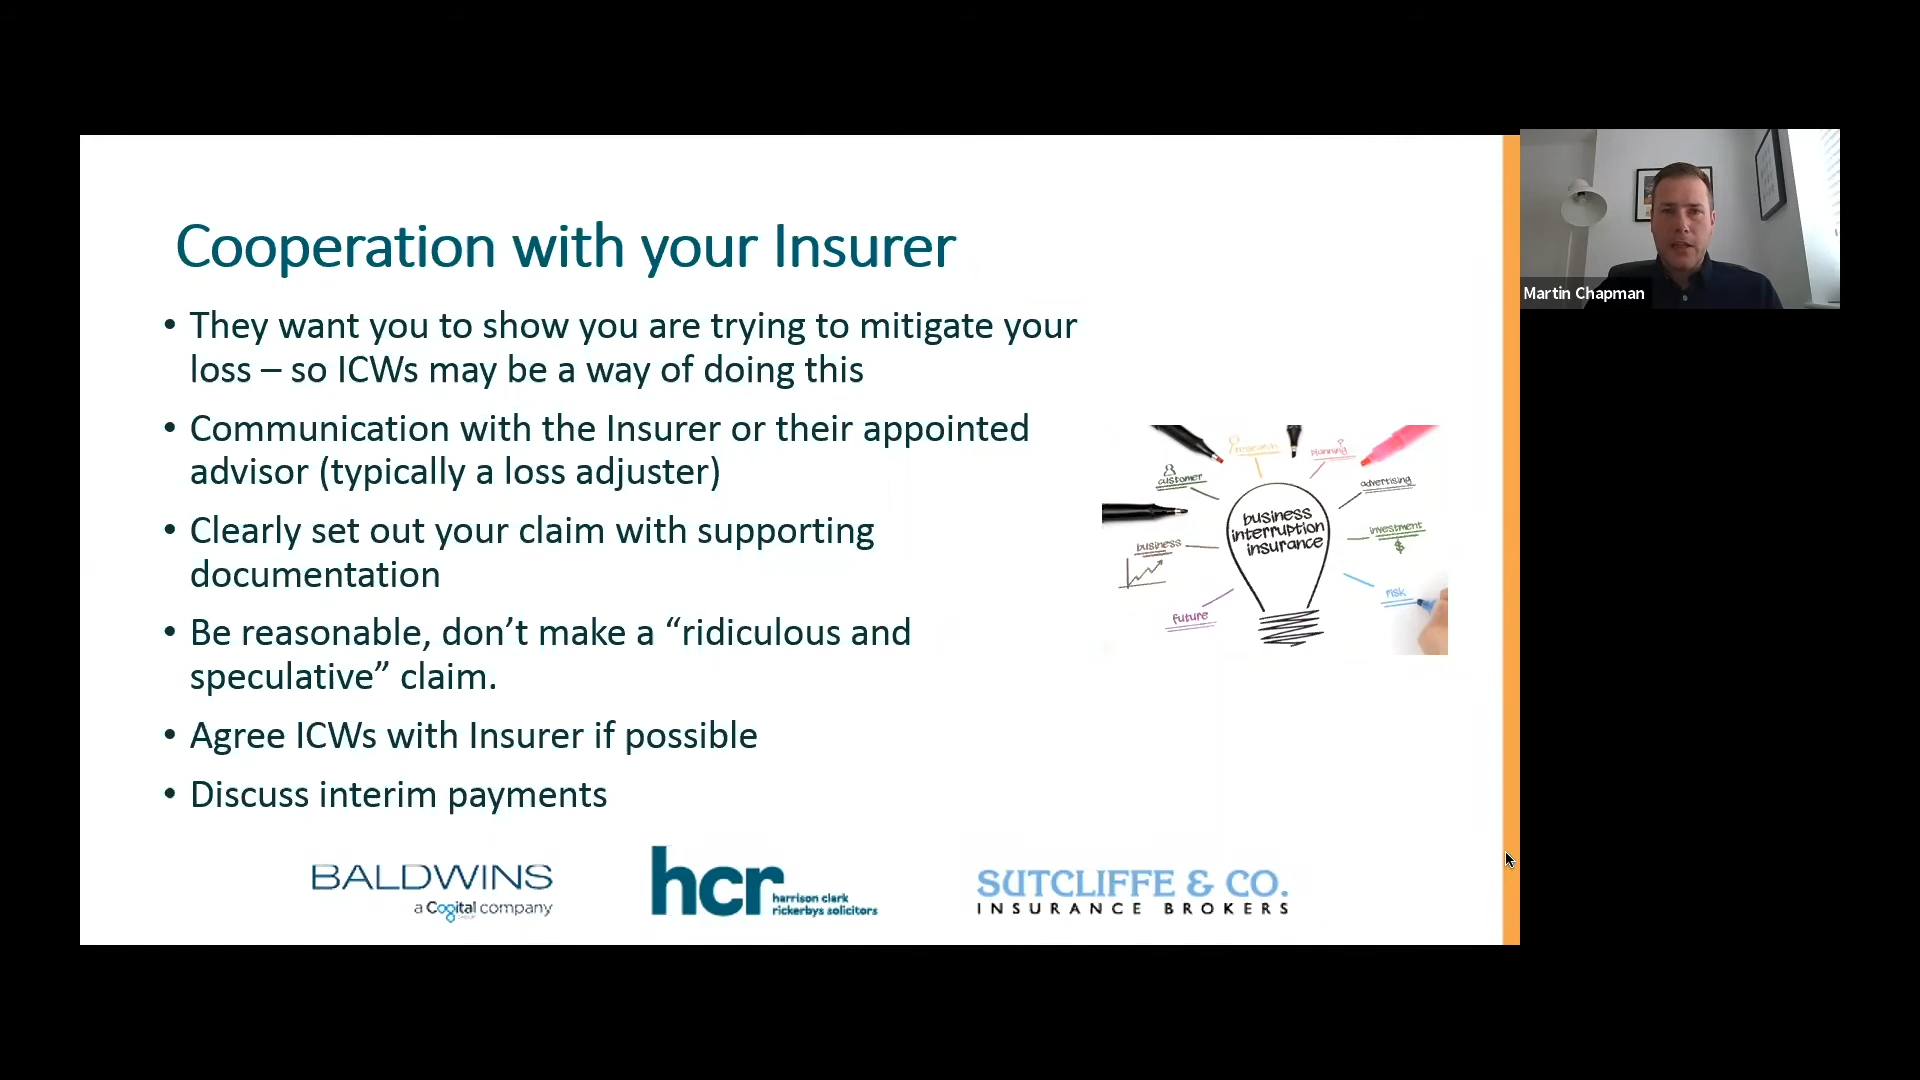 Cooperation with your Insurer
• They want you to show you are trying to mitigate your
loss – so ICWs may be a way of doing this
• Communication with the Insurer or their appointed
advisor (typically a loss adjuster)
• Clearly set out your claim with supporting
documentation
• Be reasonable, don’t make a “ridiculous and
speculative” claim.
• Agree ICWs with Insurer if possible
• Discuss interim payments
research
planning
customer
advertising
business
interruption
insurance
investment
$
business
risk
future
BALDWINS
a Cogital company
hcr
harrison clark
rickerbys solicitors
SUTCLIFFE & CO.
INSURANCE BROKERS
Martin Chapman